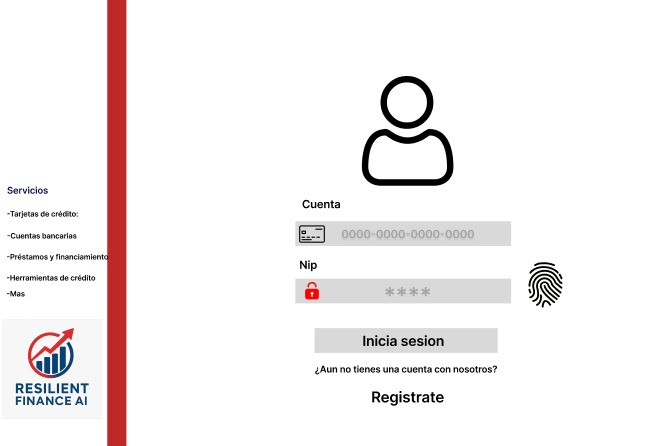 Servicios
-Tarjetas de crédito:
-Cuentas bancarias
-Préstamos y financiamiento
-Herramientas de crédito
-Mas
RESILIENT
FINANCE AI
Cuenta
0000-0000-0000-0000
Nip
****
Inicia sesion
¿Aun no tienes una cuenta con nosotros?
Registrate